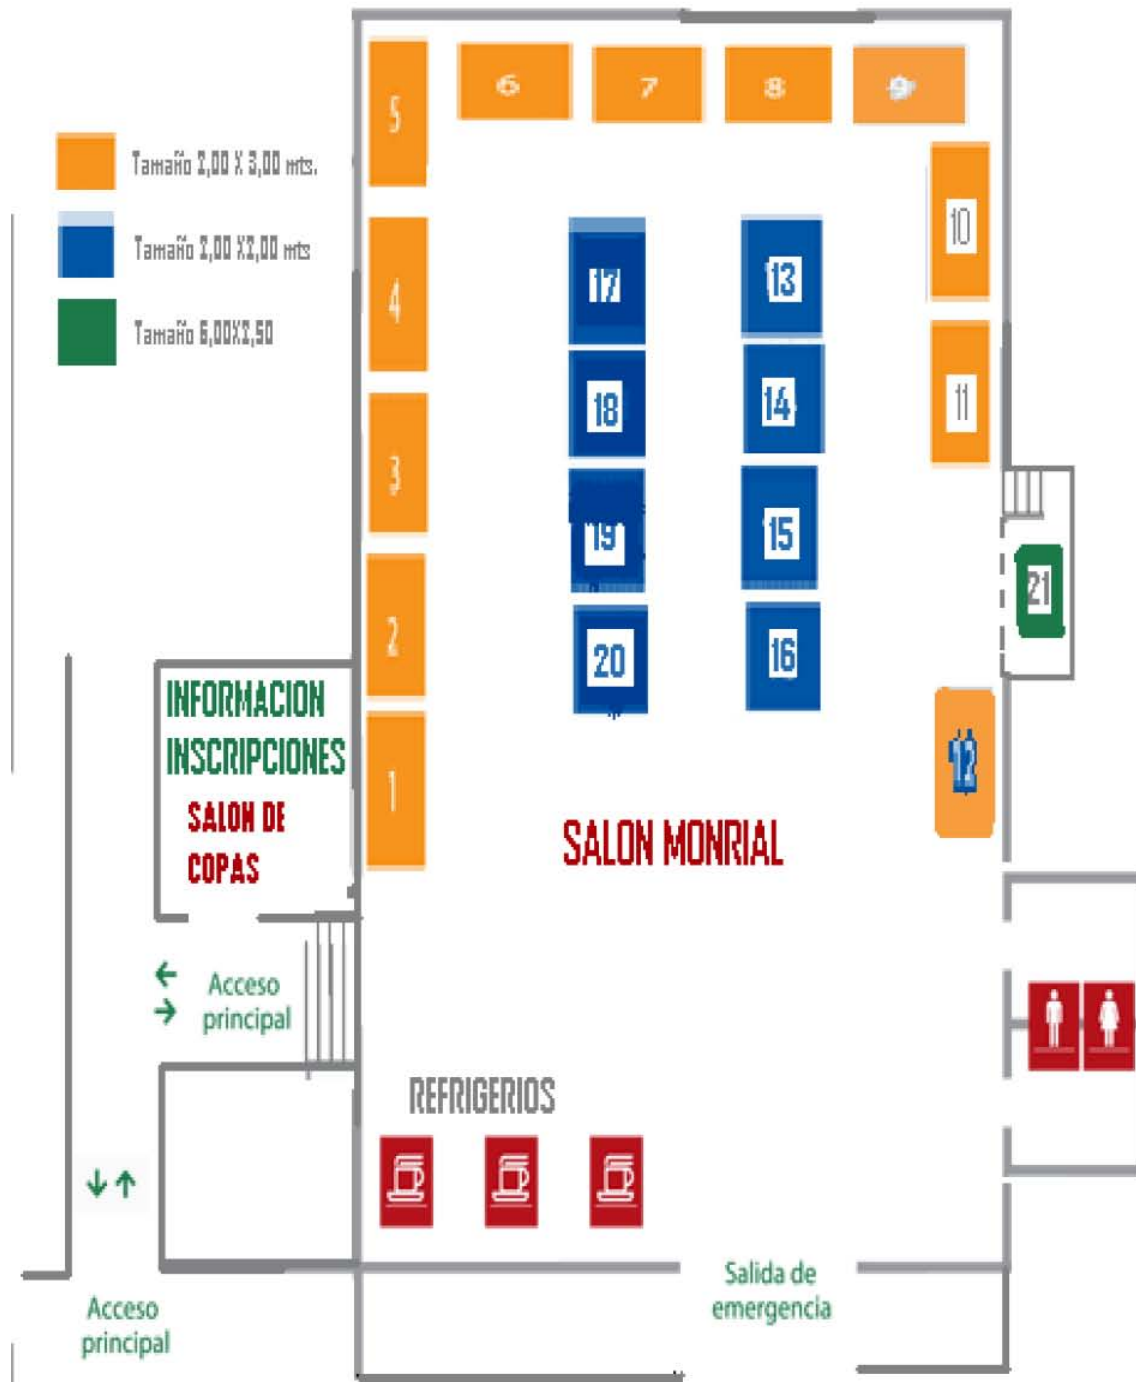 5
6
7
8
9
Tamaño 2,00 X 3,00 mts.
Tamaño 2,00 X2,00 mts
Tamaño 6,00X2,50
10
4
17
13
11
3
18
14
19
15
21
2
20
16
INFORMACION
INSCRIPCIONES
SALON DE
COPAS
1
12
SALON MONRIAL
Acceso
principal
REFRIGERIOS
Salida de
emergencia
Acceso
principal